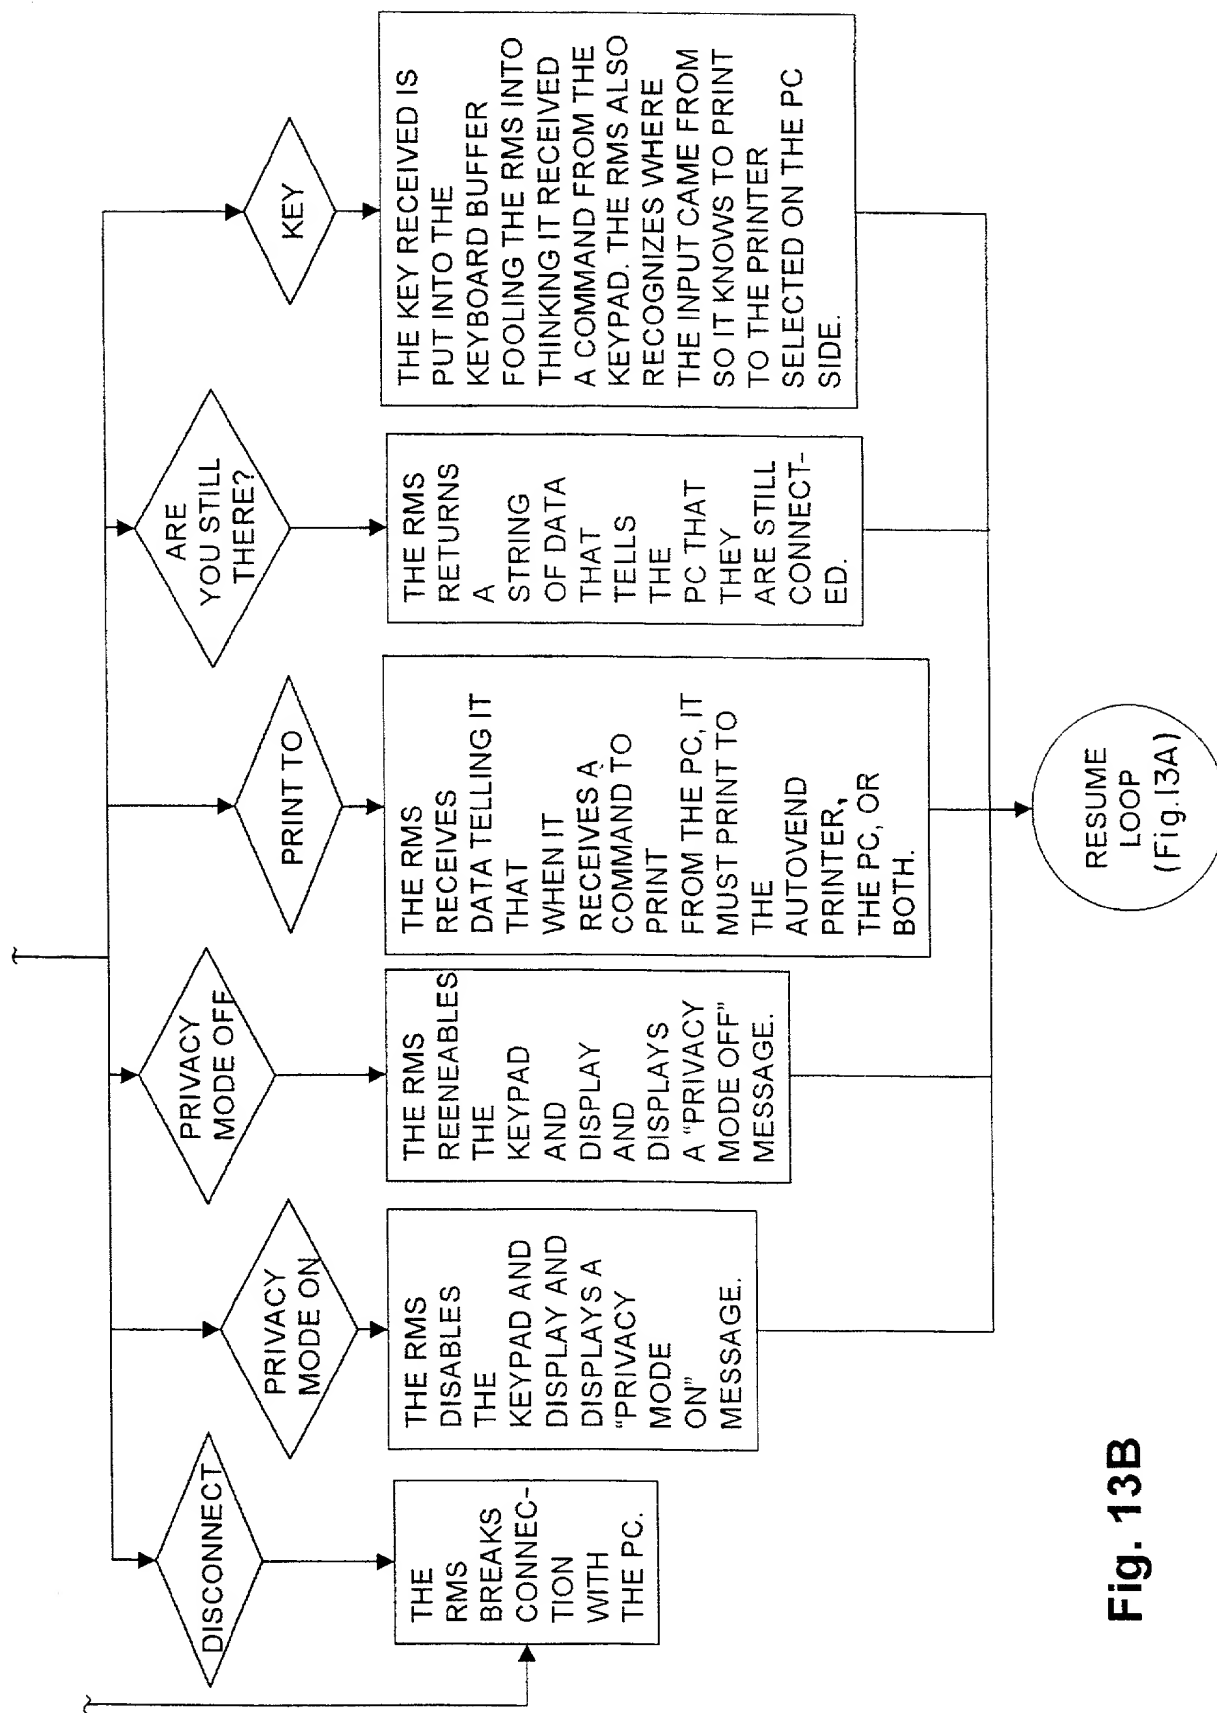 DISCONNECT
THE
RMS
BREAKS
CONNEC-
TION
WITH
THE PC.
PRIVACY
MODE ON
THE RMS
DISABLES
THE
KEYPAD AND
DISPLAY AND
DISPLAYS A
“PRIVACY
MODE
ON”
MESSAGE.
PRIVACY
MODE OFF
THE RMS
REENEABLES
THE
KEYPAD
AND
DISPLAY
AND
DISPLAYS
A “PRIVACY
MODE OFF”
MESSAGE.
PRINT TO
THE RMS
RECEIVES
DATA TELLING IT
THAT
WHEN IT
RECEIVES A
COMMAND TO
PRINT
FROM THE PC, IT
MUST PRINT TO
THE
AUTOVEND
PRINTER,
THE PC, OR
BOTH.
ARE
YOU STILL
THERE?
THE RMS
RETURNS
A
STRING
OF DATA
THAT
TELLS
THE
PC THAT
THEY
ARE STILL
CONNECT-
ED.
KEY
THE KEY RECEIVED IS
PUT INTO THE
KEYBOARD BUFFER
FOOLING THE RMS INTO
THINKING IT RECEIVED
A COMMAND FROM THE
KEYPAD. THE RMS ALSO
RECOGNIZES WHERE
THE INPUT CAME FROM
SO IT KNOWS TO PRINT
TO THE PRINTER
SELECTED ON THE PC
SIDE.
RESUME
LOOP
(Fig.13A)
Fig. 13B